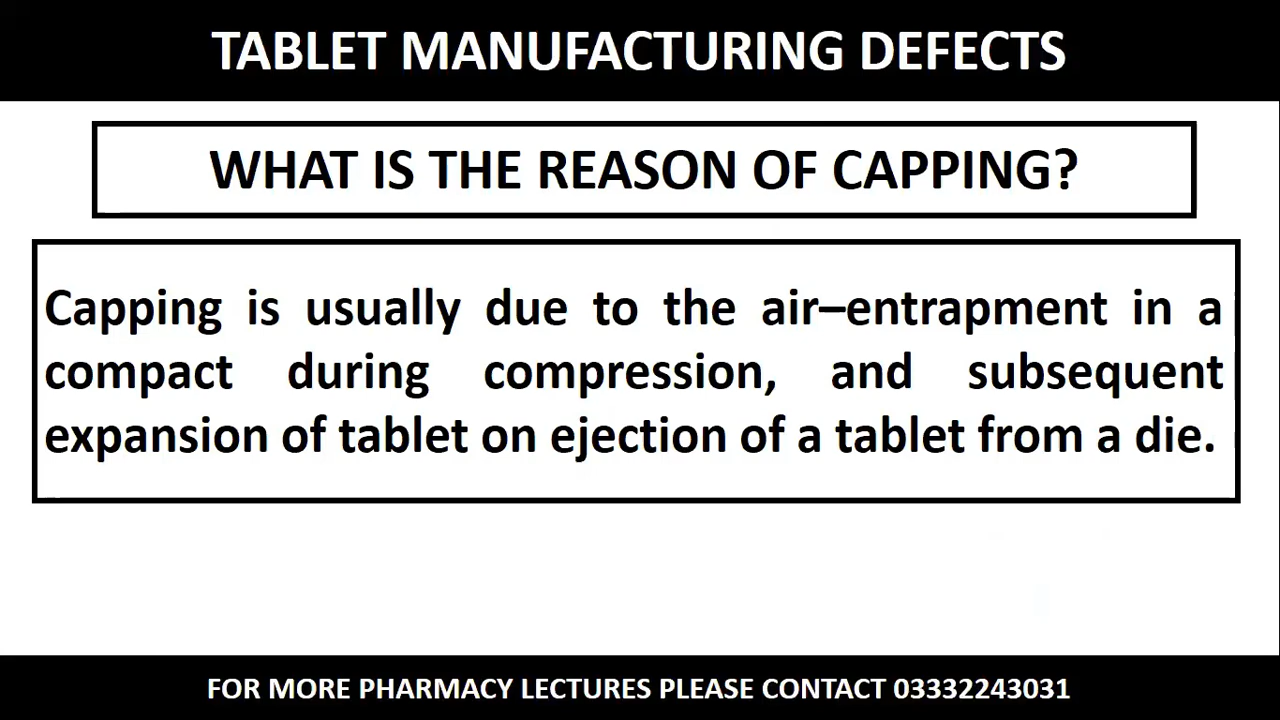 TABLET MANUFACTURING DEFECTS
WHAT IS THE REASON OF CAPPING?
Capping is usually due to the air–entrapment in a
compact during compression, and subsequent
expansion of tablet on ejection of a tablet from a die.
FOR MORE PHARMACY LECTURES PLEASE CONTACT 03332243031